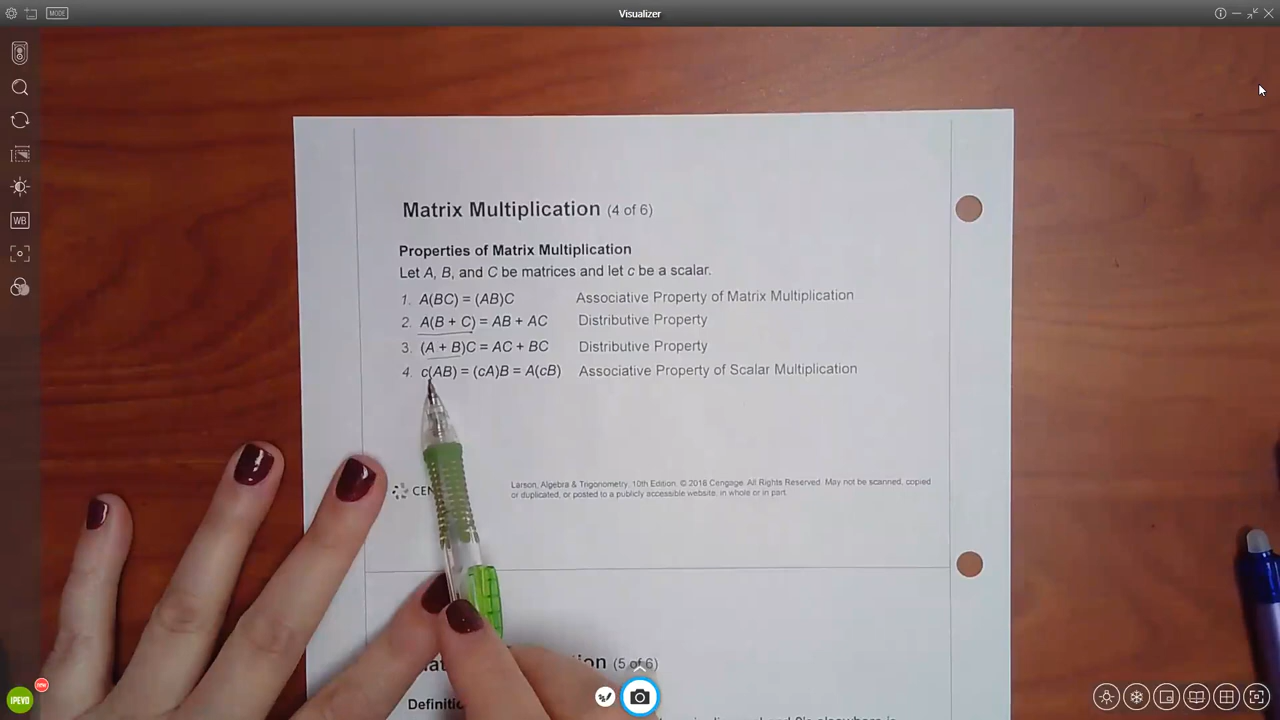 MODE
Visualizer
WB
Matrix Multiplication (4 of 6)
Properties of Matrix Multiplication
Let A, B, and C be matrices and let c be a scalar.
1. A(BC) = (AB)C Associative Property of Matrix Multiplication
2. A(B + C) = AB + AC Distributive Property
3. (A + B)C = AC + BC Distributive Property
4. c(AB) = (cA)B = A(cB) Associative Property of Scalar Multiplication
Larson, Algebra & Trigonometry, 10th Edition. © 2018 Cengage. All Rights Reserved. May not be scanned, copied
or duplicated, or posted to a publicly accessible website, in whole or in part.
(5 of 6)
IPEVO
new